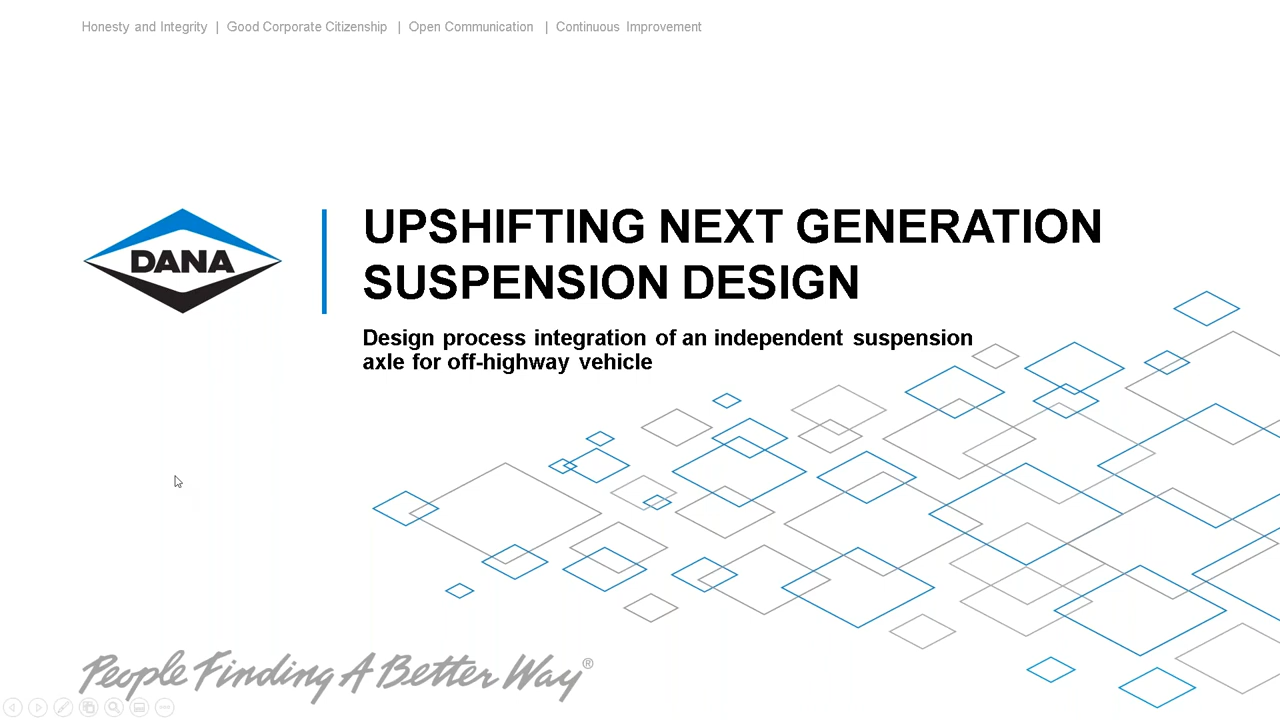 Honesty and Integrity | Good Corporate Citizenship | Open Communication | Continuous Improvement
DANA
UPSHIFTING NEXT GENERATION
SUSPENSION DESIGN
Design process integration of an independent suspension
axle for off-highway vehicle
People Finding A Better Way®